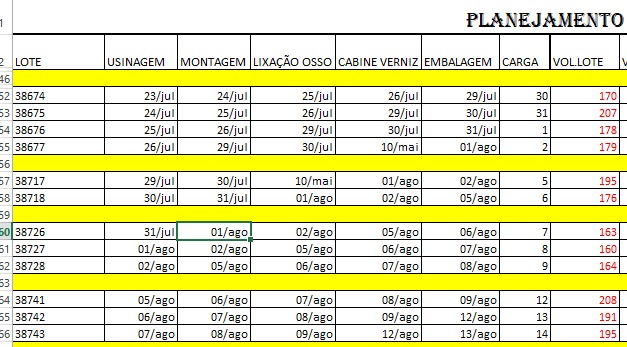 1 PLANEJAMENTO
2 LOTE USINAGEM MONTAGEM LIXAÇÃO OSSO CABINE VERNIZ EMBALAGEM CARGA VOL.LOTE
46
52 38674 23/jul 24/jul 25/jul 26/jul 29/jul 30 170
53 38675 24/jul 25/jul 26/jul 29/jul 30/jul 31 207
54 38676 25/jul 26/jul 29/jul 30/jul 31/jul 1 178
55 38677 26/jul 29/jul 30/jul 10/mai 01/ago 2 179
56
57 38717 29/jul 30/jul 10/mai 01/ago 02/ago 5 195
58 38718 30/jul 31/jul 01/ago 02/ago 05/ago 6 176
59
60 38726 31/jul 01/ago 02/ago 05/ago 06/ago 7 163
61 38727 01/ago 02/ago 05/ago 06/ago 07/ago 8 160
62 38728 02/ago 05/ago 06/ago 07/ago 08/ago 9 164
63
64 38741 05/ago 06/ago 07/ago 08/ago 09/ago 12 208
65 38742 06/ago 07/ago 08/ago 09/ago 12/ago 13 191
66 38743 07/ago 08/ago 09/ago 12/ago 13/ago 14 195